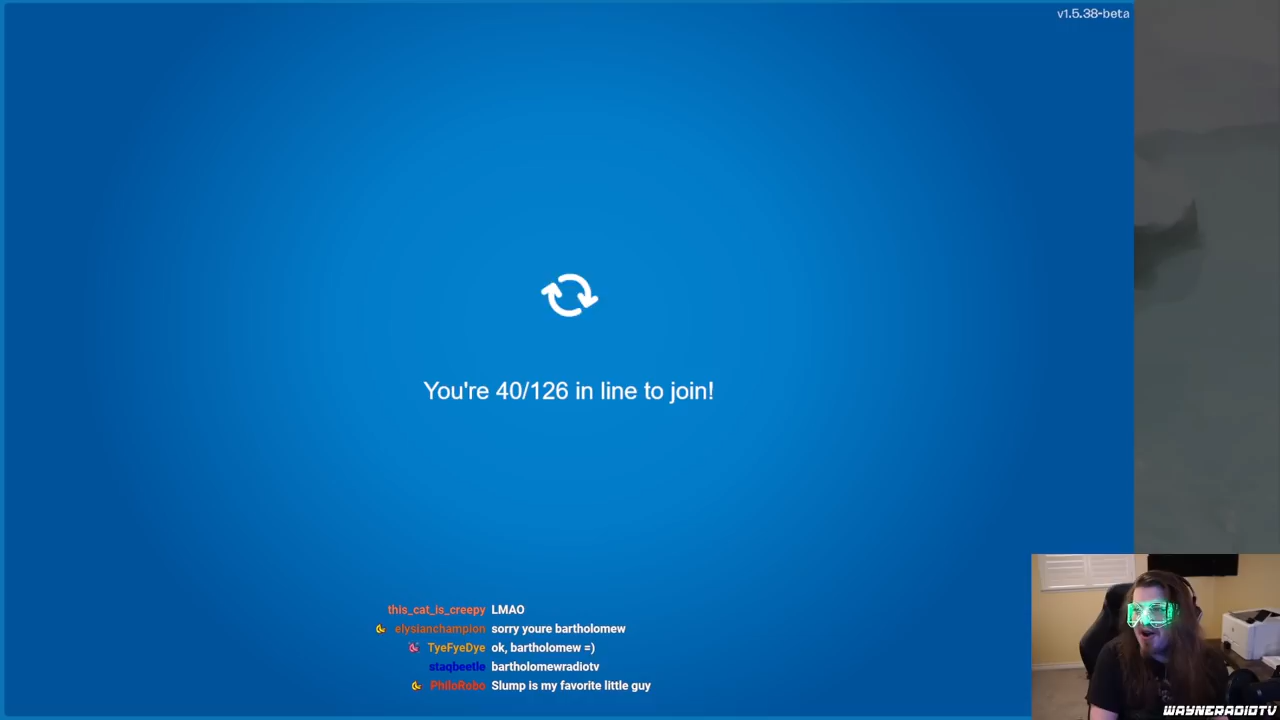 v1.5.38-beta
You're 40/126 in line to join!
this_cat_is_creepy LMAO
elysianchampion sorry youre bartholomew
TyeFyeDye ok, bartholomew =)
staqbeetle bartholomewradiotv
PhiloRobo Slump is my favorite little guy
WAYNERADIOTV